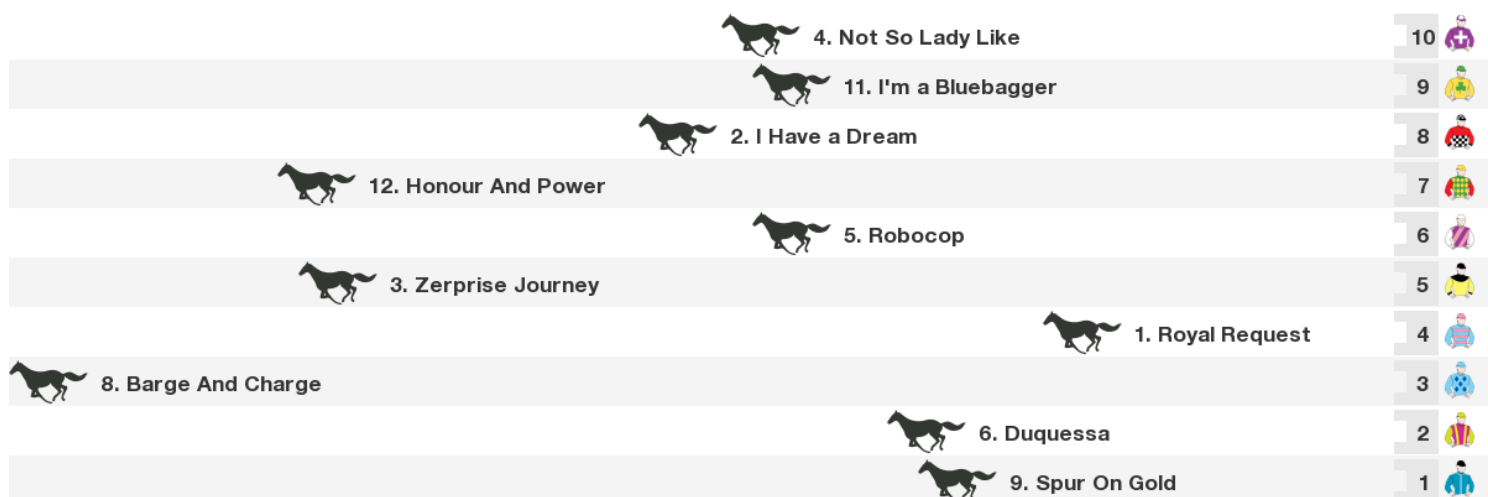 4. Not So Lady Like 10
11. I'm a Bluebagger 9
2. I Have a Dream 8
12. Honour And Power 7
5. Robocop 6
3. Zerprise Journey 5
1. Royal Request 4
8. Barge And Charge 3
6. Duquessa 2
9. Spur On Gold 1